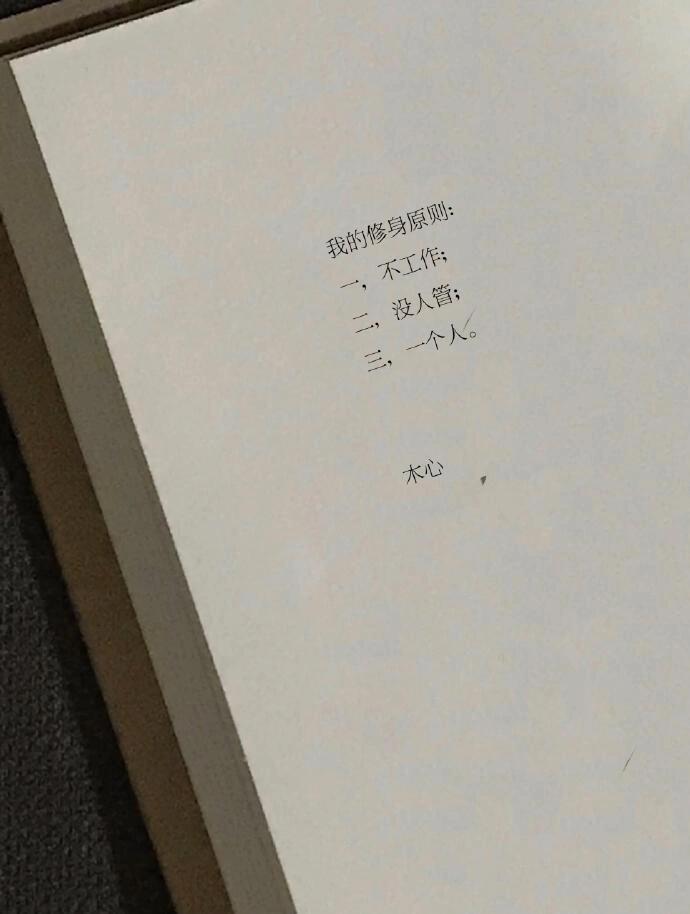 我的修身原则:
一，不工作;
二，没人管;
三，一个人。
木心